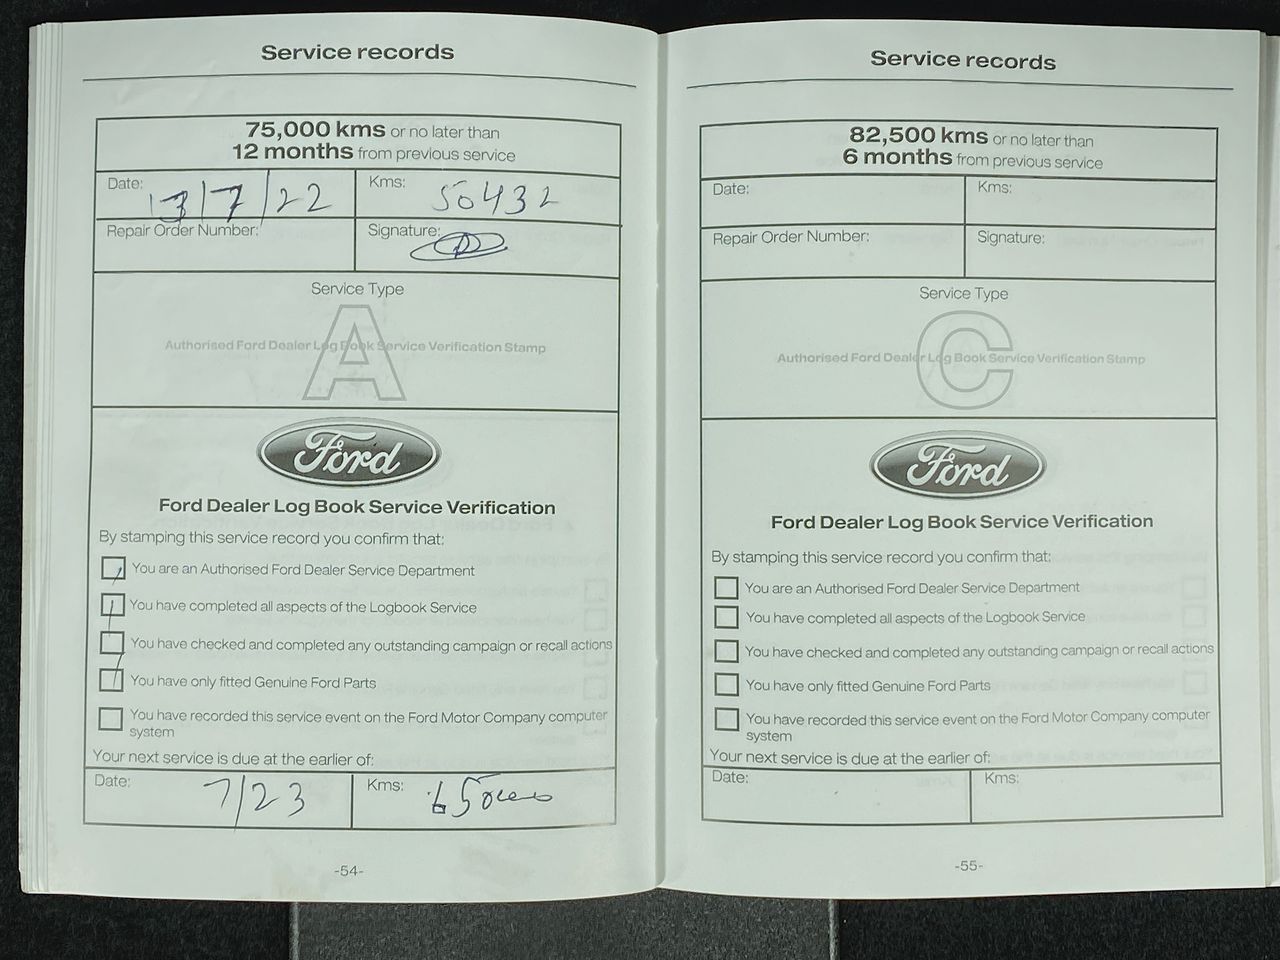 Service records
75,000 kms or no later than
12 months from previous service
Date: 13/7/22
Kms: 50432
Repair Order Number:
Signature:
Service Type
A
Authorised Ford Dealer Log Book Service Verification Stamp
Ford
Ford Dealer Log Book Service Verification
By stamping this service record you confirm that:
You are an Authorised Ford Dealer Service Department
You have completed all aspects of the Logbook Service
You have checked and completed any outstanding campaign or recall actions
You have only fitted Genuine Ford Parts
You have recorded this service event on the Ford Motor Company computer
system
Your next service is due at the earlier of:
Date: 7/23
Kms:
-54-
Service records
82,500 kms or no later than
6 months from previous service
Date:
Kms:
Repair Order Number:
Signature:
Service Type
C
Authorised Ford Dealer Log Book Service Verification Stamp
Ford
Ford Dealer Log Book Service Verification
By stamping this service record you confirm that:
You are an Authorised Ford Dealer Service Department
You have completed all aspects of the Logbook Service
You have checked and completed any outstanding campaign or recall actions
You have only fitted Genuine Ford Parts
You have recorded this service event on the Ford Motor Company computer
system
Your next service is due at the earlier of:
Date:
Kms:
-55-